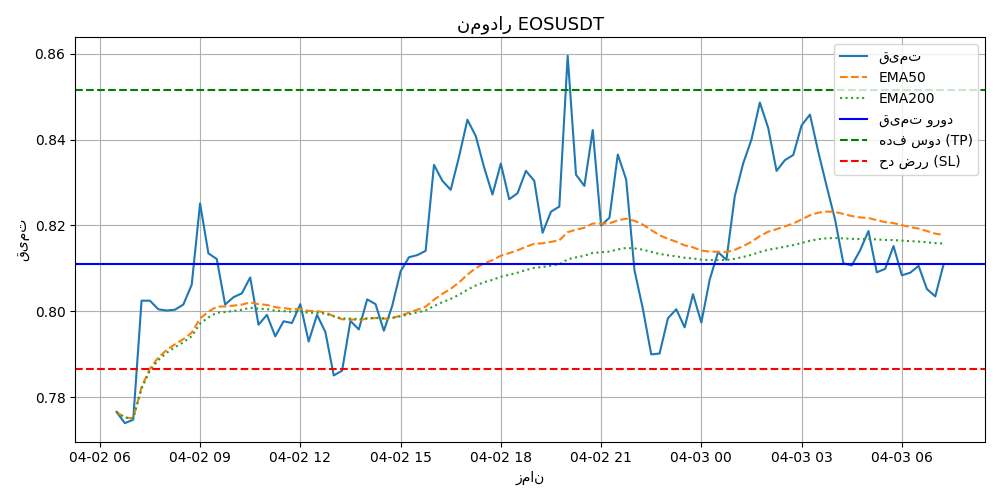 نمودار EOSUSDT
قیمت
EMA50
EMA200
قیمت ورود
هدف سود (TP)
حد ضرر (SL)
قیمت
0.86
0.84
0.82
0.80
0.78
04-02 06
04-02 09
04-02 12
04-02 15
04-02 18
04-02 21
04-03 00
04-03 03
04-03 06
زمان